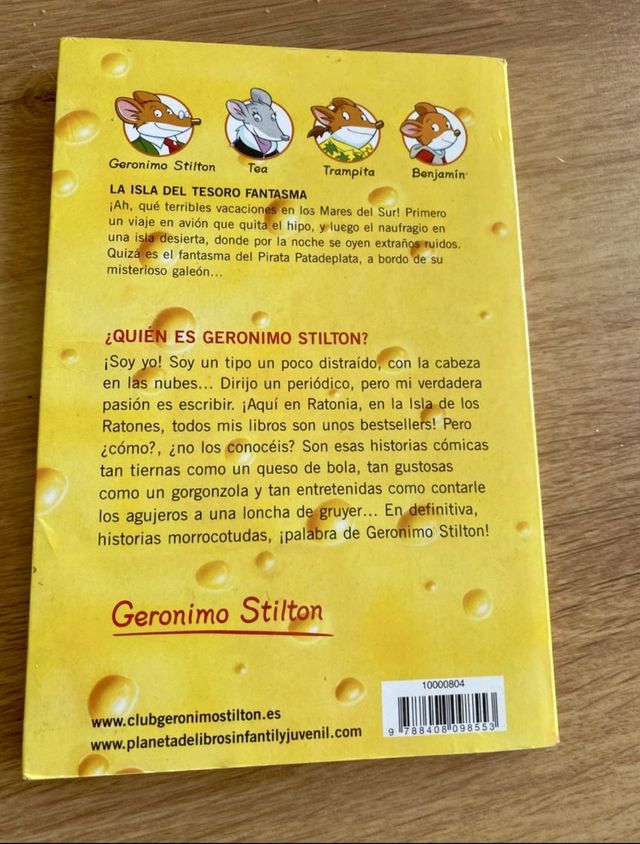 Geronimo Stilton
Tea
Trampita
Benjamín
LA ISLA DEL TESORO FANTASMA
¡Ah, qué terribles vacaciones en los Mares del Sur! Primero
un viaje en avión que quita el hipo, y luego el naufragio en
una isla desierta, donde por la noche se oyen extraños ruidos.
Quizá es el fantasma del Pirata Patadeplata, a bordo de su
misterioso galeón...
¿QUIÉN ES GERONIMO STILTON?
¡Soy yo! Soy un tipo un poco distraído, con la cabeza
en las nubes... Dirijo un periódico, pero mi verdadera
pasión es escribir. ¡Aquí en Ratonia, en la Isla de los
Ratones, todos mis libros son unos bestsellers! Pero
¿cómo?, ¿no los conocéis? Son esas historias cómicas
tan tiernas como un queso de bola, tan gustosas
como un gorgonzola y tan entretenidas como contarle
los agujeros a una loncha de gruyer... En definitiva,
historias morrocotudas, ¡palabra de Geronimo Stilton!
Geronimo Stilton
10000804
www.clubgeronimostilton.es
www.planetadelibrosinfantilyjuvenil.com
9 788408 098553